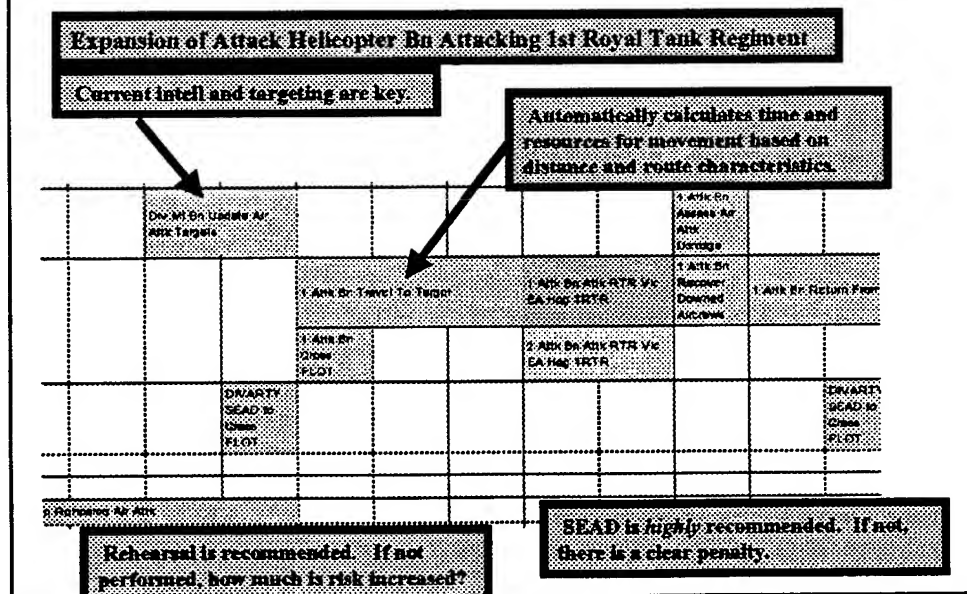 Expansion of Attack Helicopter Bn Attacking 1st Royal Tank Regiment
Current intell and targeting are key.
Automatically calculates time and
resources for movement based on
distance and route characteristics.
Div MI Bn Update Air
Attk Targets
1 Attk Bn
Assess Air
Attk
Damage
1 Attk Bn Travel To Target
1 Attk Bn Attk RTR Vic
EA Hog 1RTR
1 Attk Bn
Recover
Downed
Aircrews
1 Attk Bn Return From
1 Attk Bn
Cross
FLOT
2 Attk Bn Attk RTR Vic
EA Hog 1RTR
DIVARTY
SEAD to
Cross
FLOT
DIVARTY
SEAD to
Cross
FLOT
Rehearse Air Attk
Rehearsal is recommended. If not
performed, how much is risk increased?
SEAD is highly recommended. If not,
there is a clear penalty.